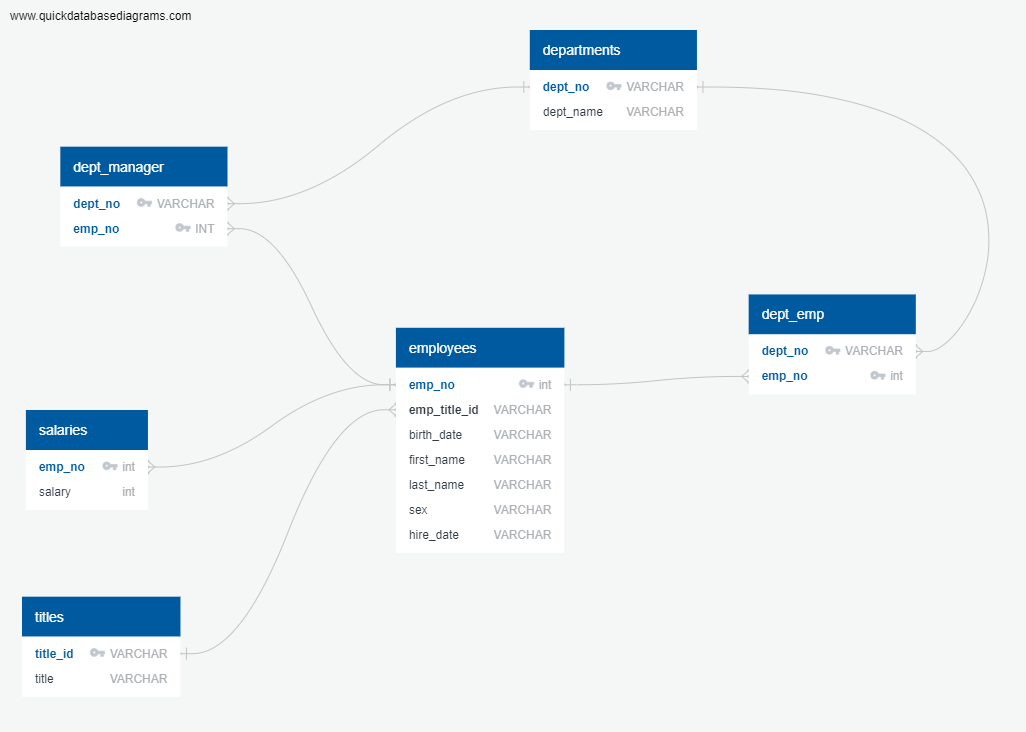 www.quickdatabasediagrams.com
departments
dept_no VARCHAR
dept_name VARCHAR
dept_manager
dept_no VARCHAR
emp_no INT
dept_emp
dept_no VARCHAR
emp_no int
employees
emp_no int
emp_title_id VARCHAR
birth_date VARCHAR
first_name VARCHAR
last_name VARCHAR
sex VARCHAR
hire_date VARCHAR
salaries
emp_no int
salary int
titles
title_id VARCHAR
title VARCHAR